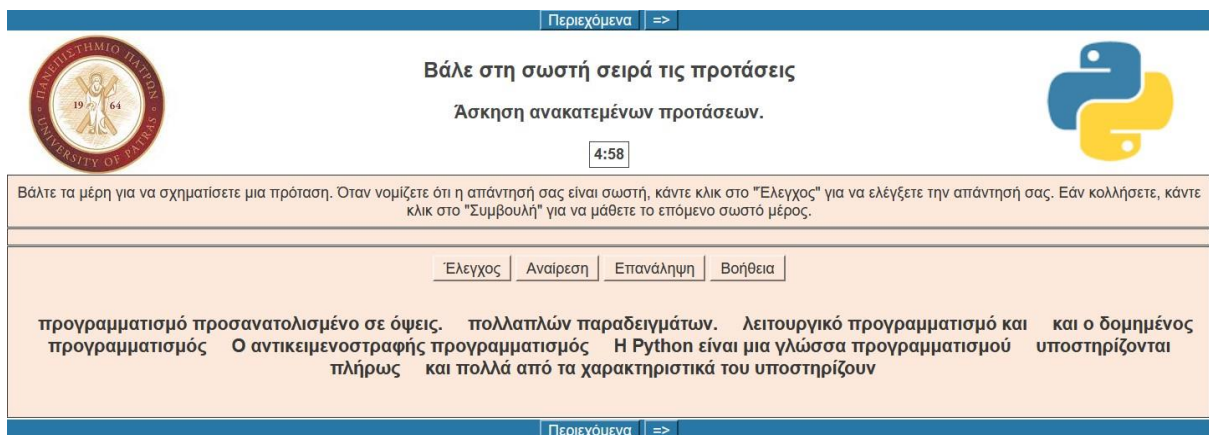 Περιεχόμενα =>
ΠΑΝΕΠΙΣΤΗΜΙΟ ΠΑΤΡΩΝ
19 64
UNIVERSITY OF PATRAS
Βάλε στη σωστή σειρά τις προτάσεις
Άσκηση ανακατεμένων προτάσεων.
4:58
Βάλτε τα μέρη για να σχηματίσετε μια πρόταση. Όταν νομίζετε ότι η απάντησή σας είναι σωστή, κάντε κλικ στο "Έλεγχος" για να ελέγξετε την απάντησή σας. Εάν κολλήσετε, κάντε
κλικ στο "Συμβουλή" για να μάθετε το επόμενο σωστό μέρος.
Έλεγχος Αναίρεση Επανάληψη Βοήθεια
προγραμματισμό προσανατολισμένο σε όψεις. πολλαπλών παραδειγμάτων. λειτουργικό προγραμματισμό και και ο δομημένος
προγραμματισμός Ο αντικειμενοστραφής προγραμματισμός Η Python είναι μια γλώσσα προγραμματισμού υποστηρίζονται
πλήρως και πολλά από τα χαρακτηριστικά του υποστηρίζουν
Περιεχόμενα =>